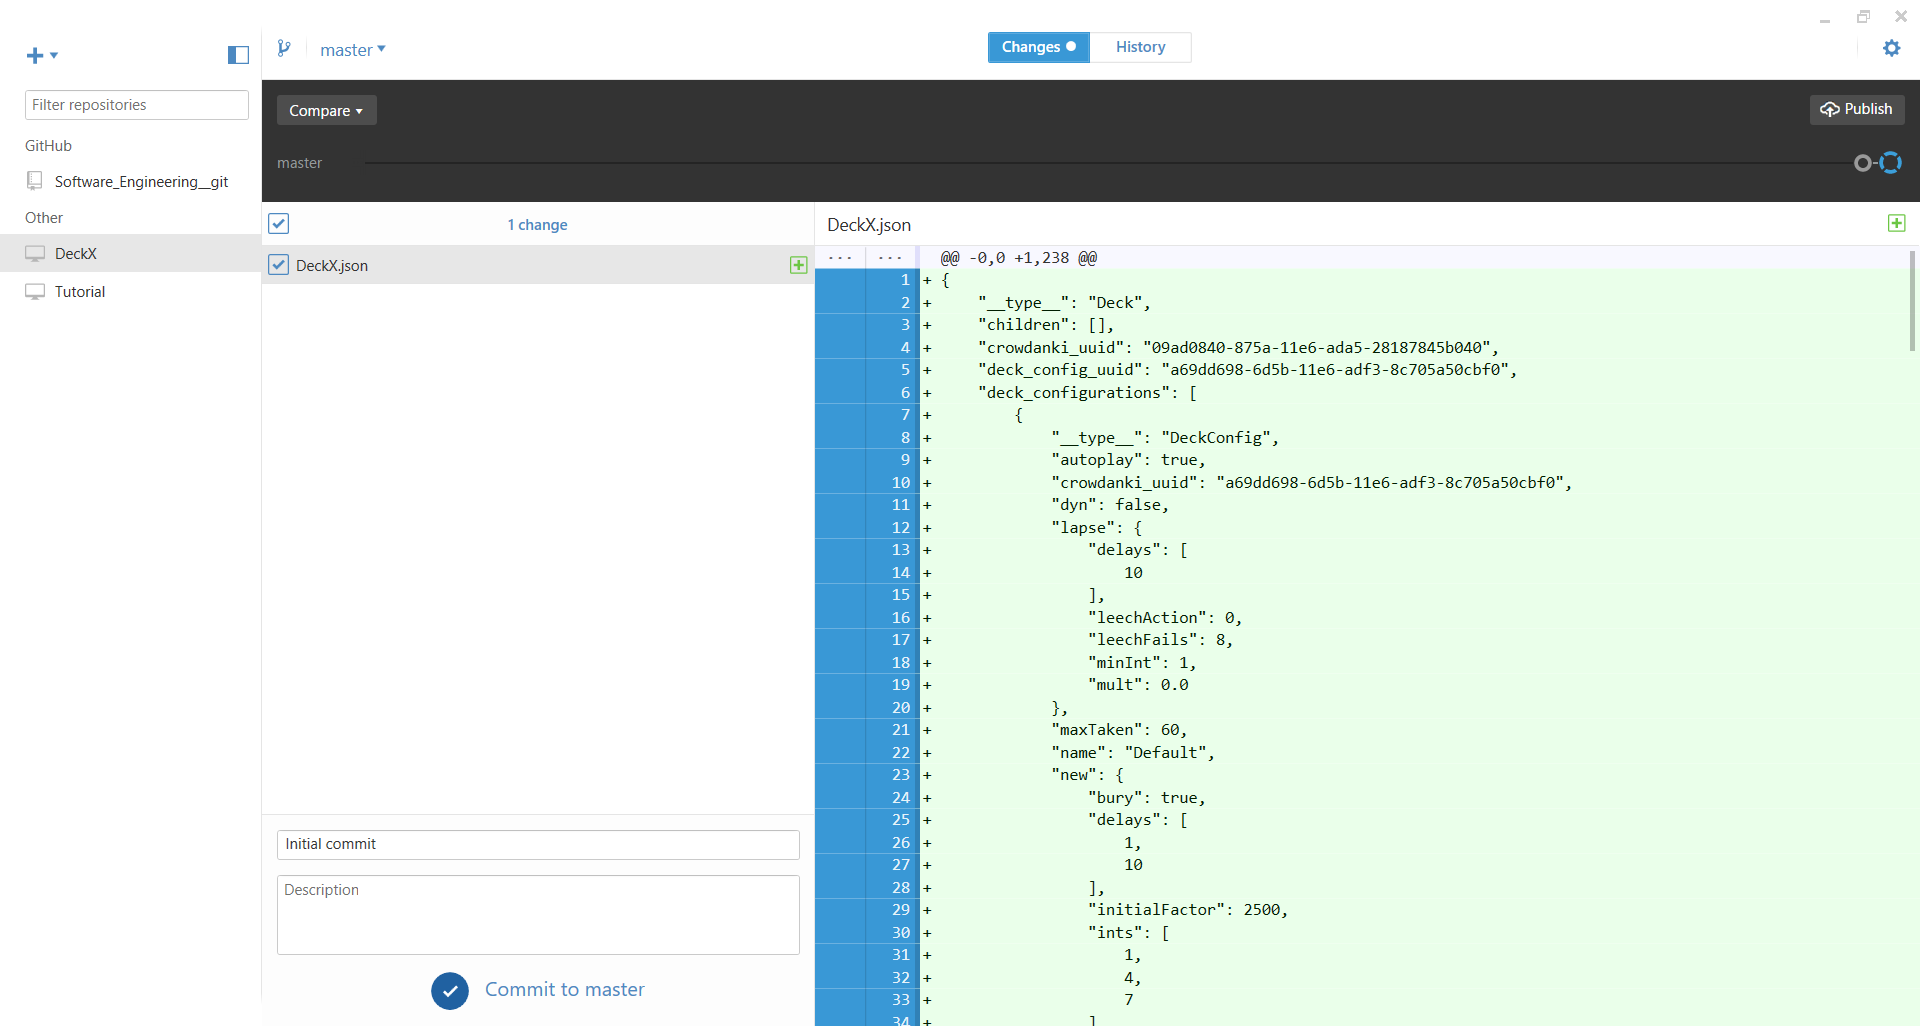 master
Changes
History
Filter repositories
GitHub
Software_Engineering__git
Other
DeckX
Tutorial
Compare
Publish
master
1 change
DeckX.json
Initial commit
Description
Commit to master
DeckX.json
... ... @@ -0,0 +1,238 @@
1 + {
2 + "__type__": "Deck",
3 + "children": [],
4 + "crowdanki_uuid": "09ad0840-875a-11e6-ada5-28187845b040",
5 + "deck_config_uuid": "a69dd698-6d5b-11e6-adf3-8c705a50cbf0",
6 + "deck_configurations": [
7 + {
8 + "__type__": "DeckConfig",
9 + "autoplay": true,
10 + "crowdanki_uuid": "a69dd698-6d5b-11e6-adf3-8c705a50cbf0",
11 + "dyn": false,
12 + "lapse": {
13 + "delays": [
14 + 10
15 + ],
16 + "leechAction": 0,
17 + "leechFails": 8,
18 + "minInt": 1,
19 + "mult": 0.0
20 + },
21 + "maxTaken": 60,
22 + "name": "Default",
23 + "new": {
24 + "bury": true,
25 + "delays": [
26 + 1,
27 + 10
28 + ],
29 + "initialFactor": 2500,
30 + "ints": [
31 + 1,
32 + 4,
33 + 7
34 + ]